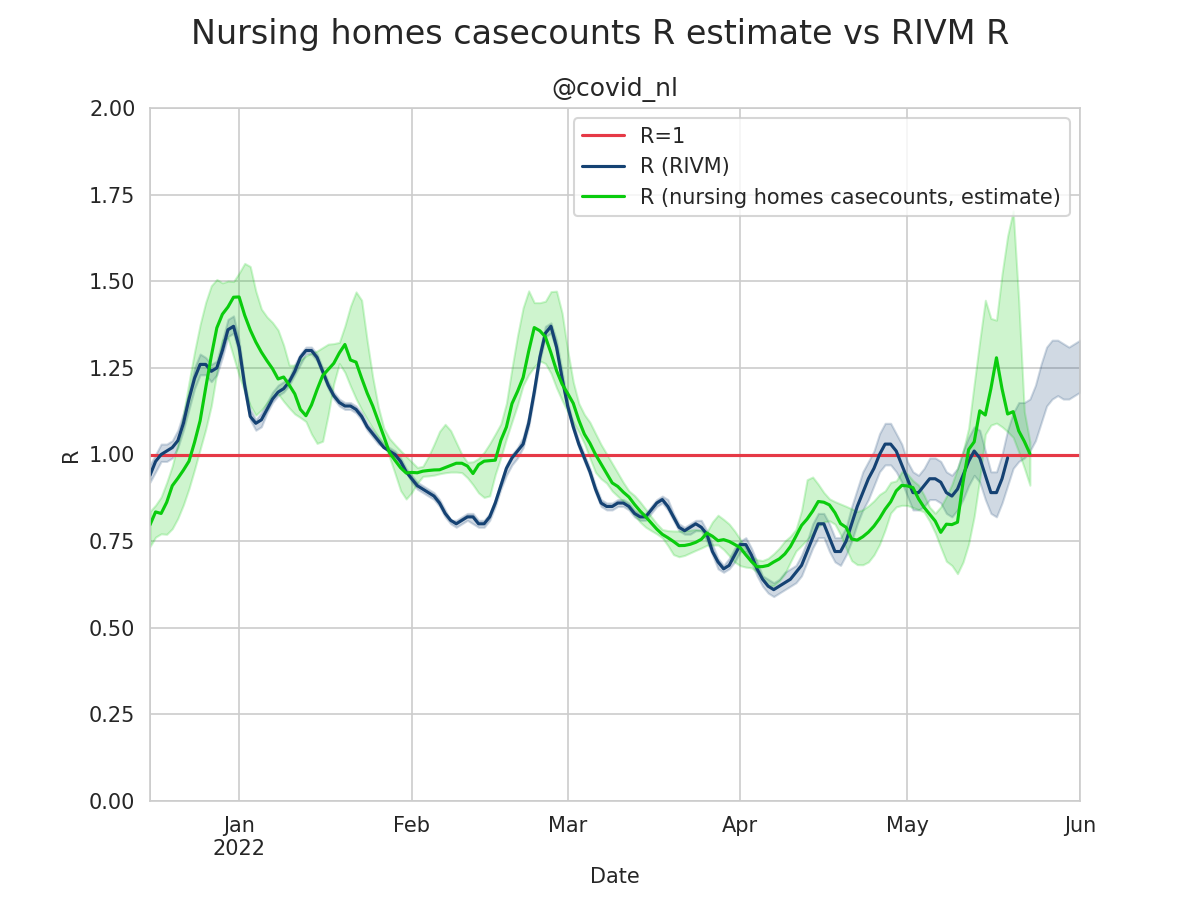 Nursing homes casecounts R estimate vs RIVM R
@covid_nl
R=1
R (RIVM)
R (nursing homes casecounts, estimate)
2.00
1.75
1.50
1.25
1.00
0.75
0.50
0.25
0.00
R
Jan
2022
Feb
Mar
Apr
May
Jun
Date